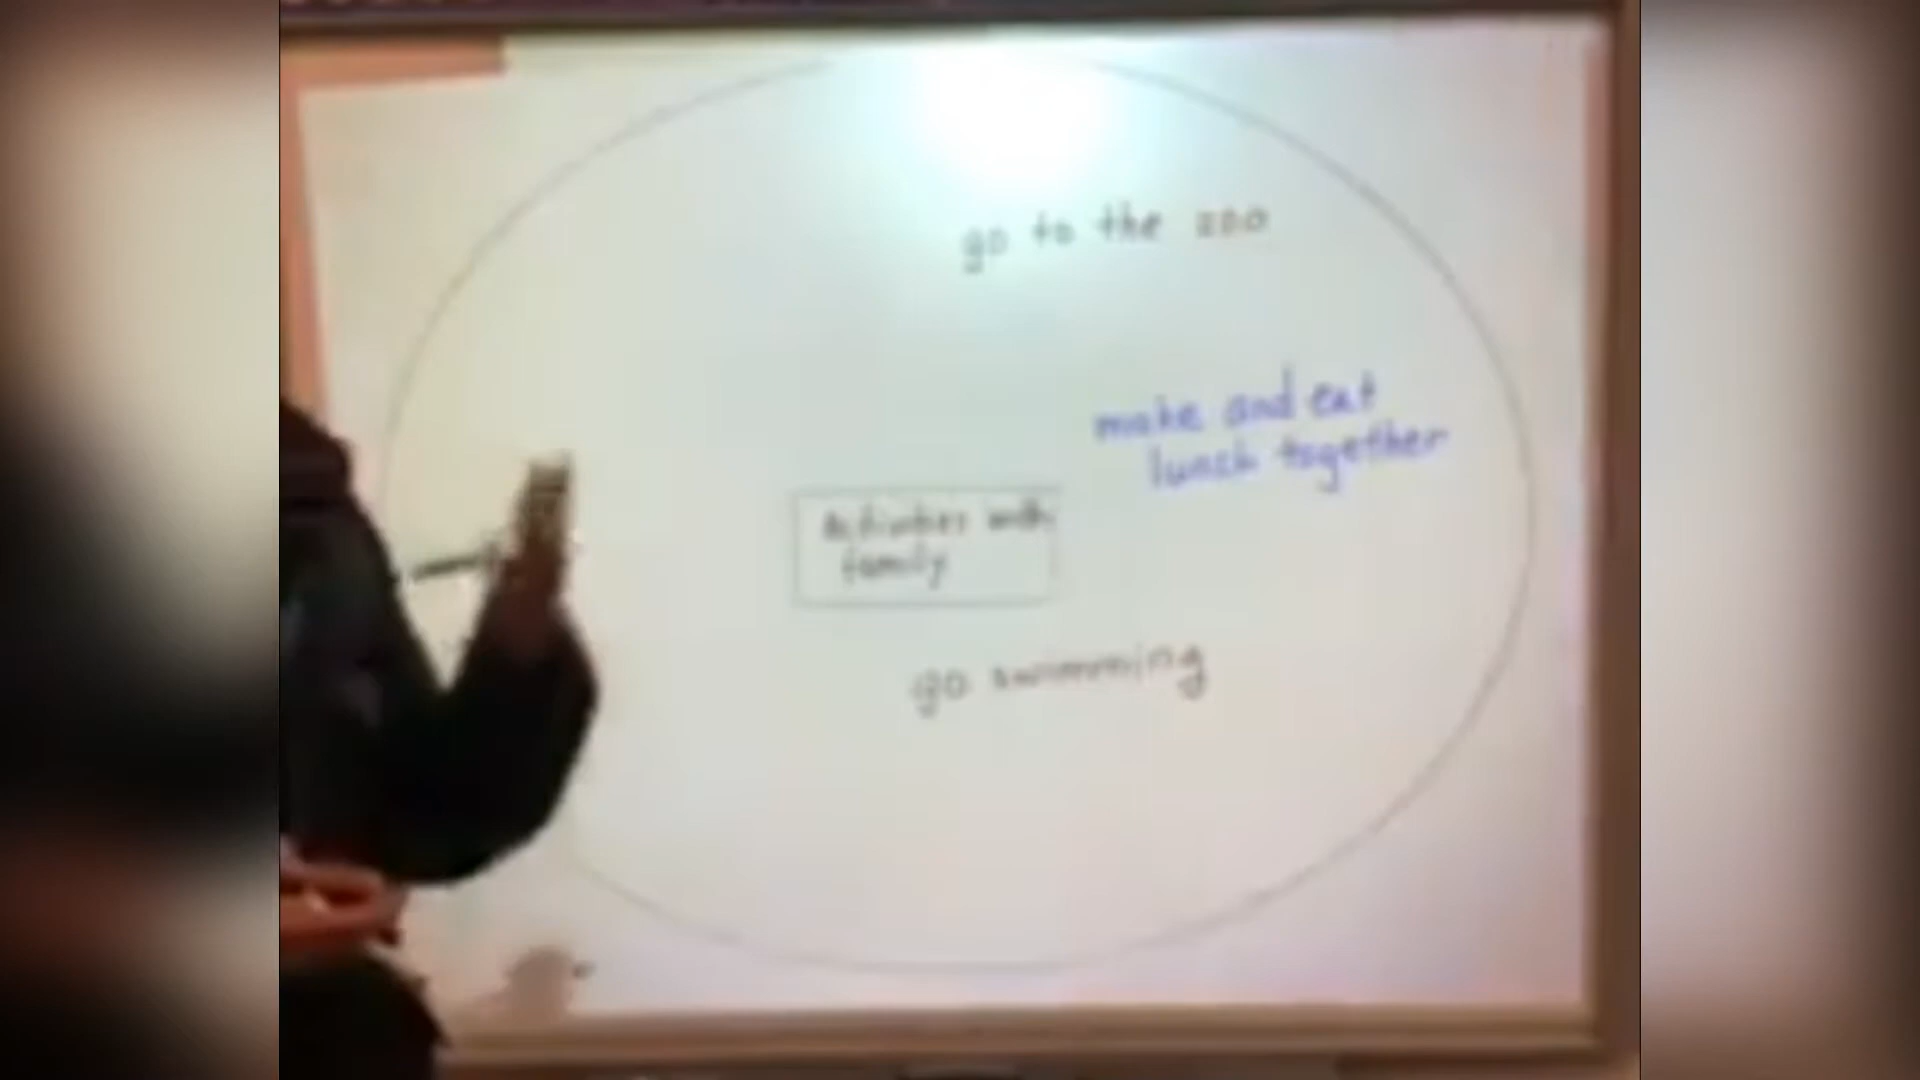 go to the zoo
make and eat
lunch together
Activities with
family
go swimming